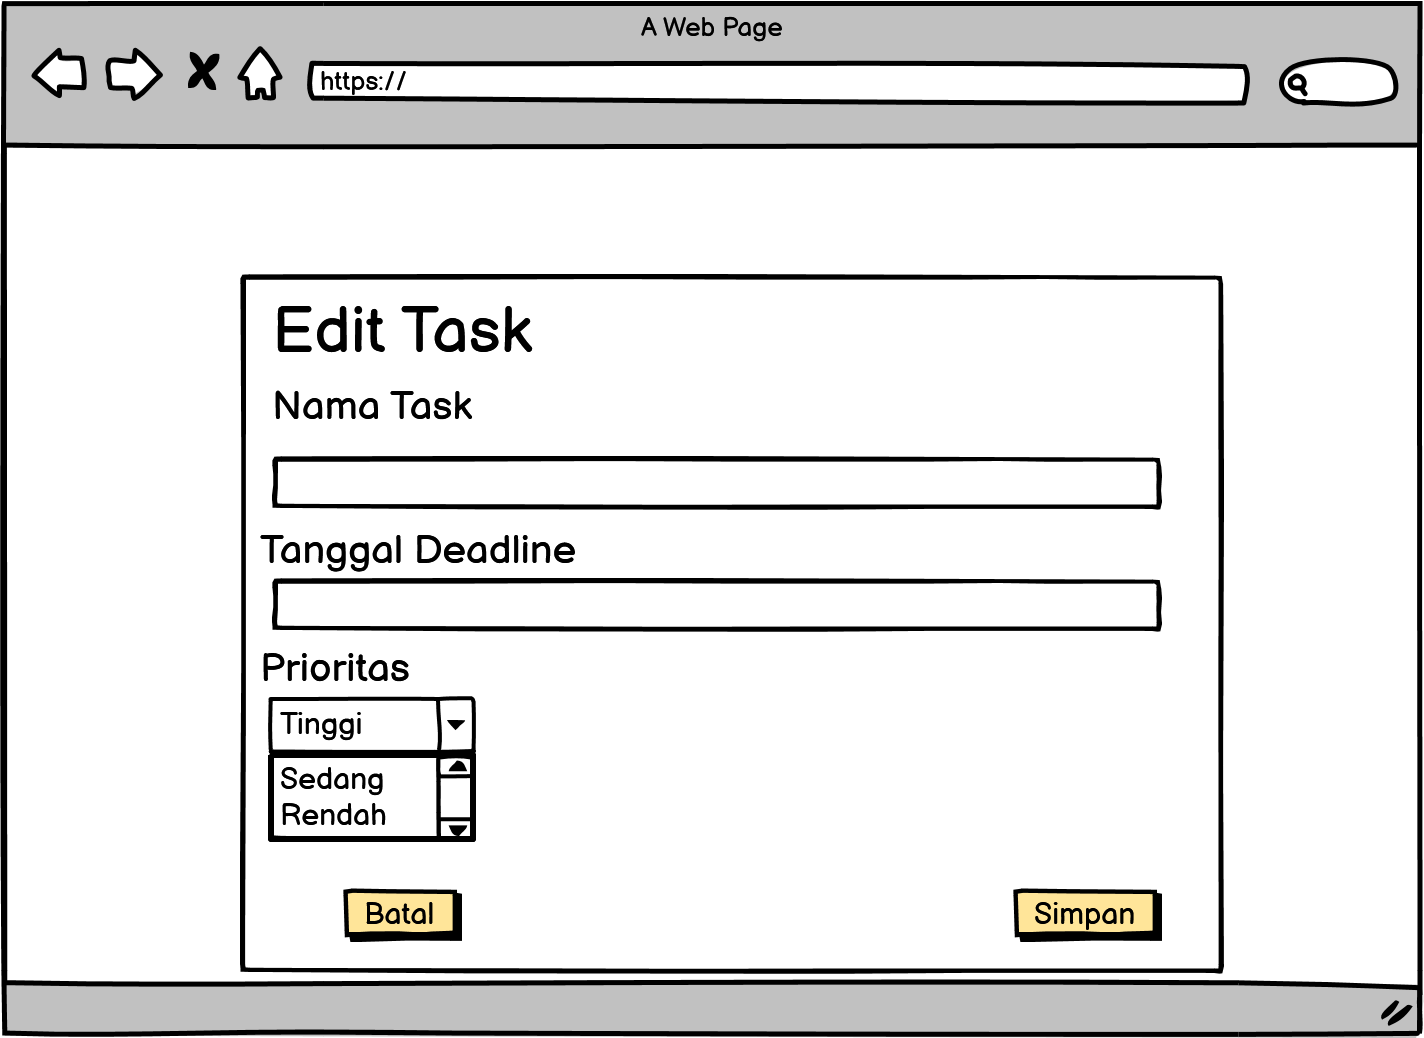 A Web Page
https://
Edit Task
Nama Task
Tanggal Deadline
Prioritas
Tinggi
Sedang
Rendah
Batal
Simpan